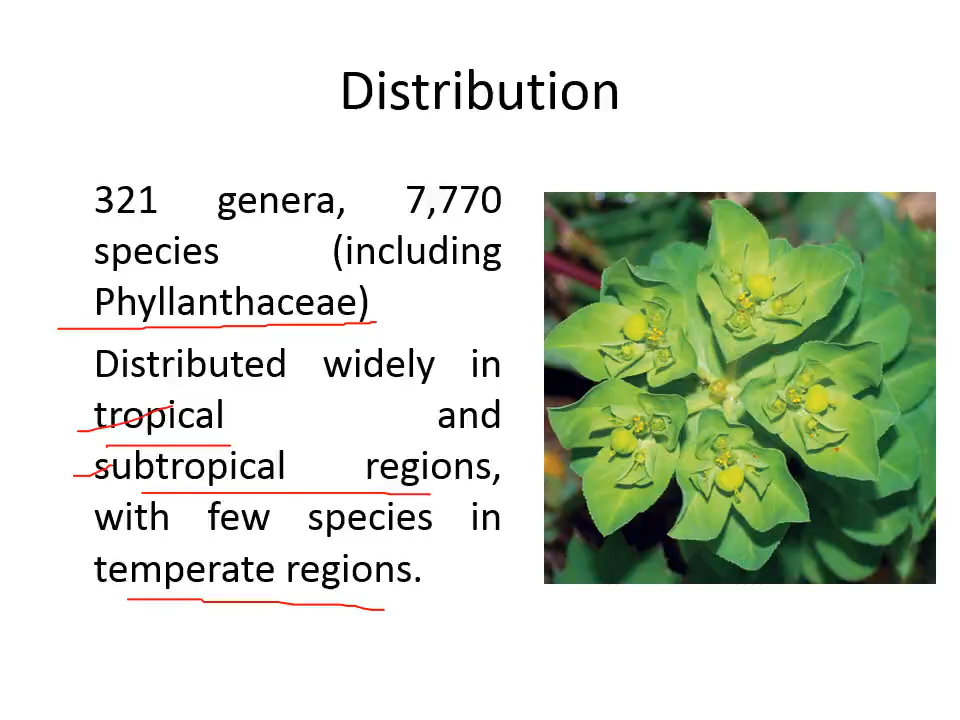 Distribution
321 genera, 7,770
species (including
Phyllanthaceae)
Distributed widely in
tropical and
subtropical regions,
with few species in
temperate regions.